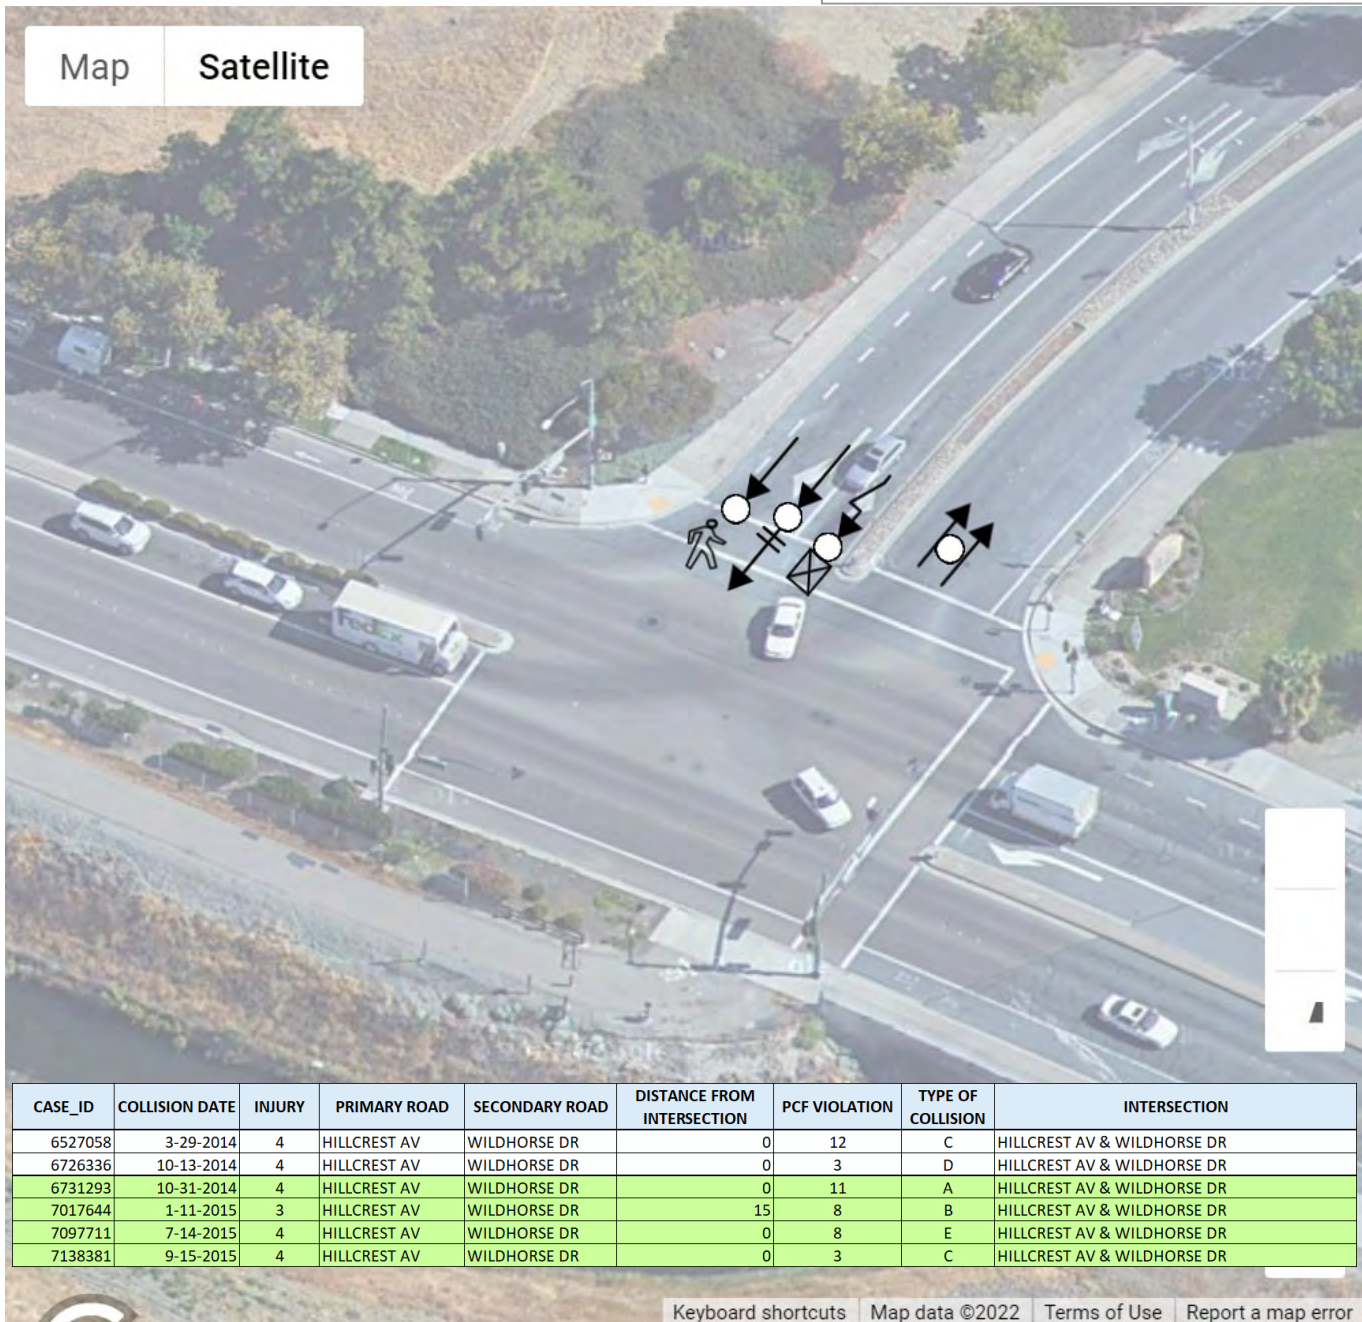 Map Satellite
FedEx
CASE_ID COLLISION DATE INJURY PRIMARY ROAD SECONDARY ROAD DISTANCE FROM INTERSECTION PCF VIOLATION TYPE OF COLLISION INTERSECTION
6527058 3-29-2014 4 HILLCREST AV WILDHORSE DR 0 12 C HILLCREST AV & WILDHORSE DR
6726336 10-13-2014 4 HILLCREST AV WILDHORSE DR 0 3 D HILLCREST AV & WILDHORSE DR
6731293 10-31-2014 4 HILLCREST AV WILDHORSE DR 0 11 A HILLCREST AV & WILDHORSE DR
7017644 1-11-2015 3 HILLCREST AV WILDHORSE DR 15 8 B HILLCREST AV & WILDHORSE DR
7097711 7-14-2015 4 HILLCREST AV WILDHORSE DR 0 8 E HILLCREST AV & WILDHORSE DR
7138381 9-15-2015 4 HILLCREST AV WILDHORSE DR 0 3 C HILLCREST AV & WILDHORSE DR
Keyboard shortcuts Map data ©2022 Terms of Use Report a map error